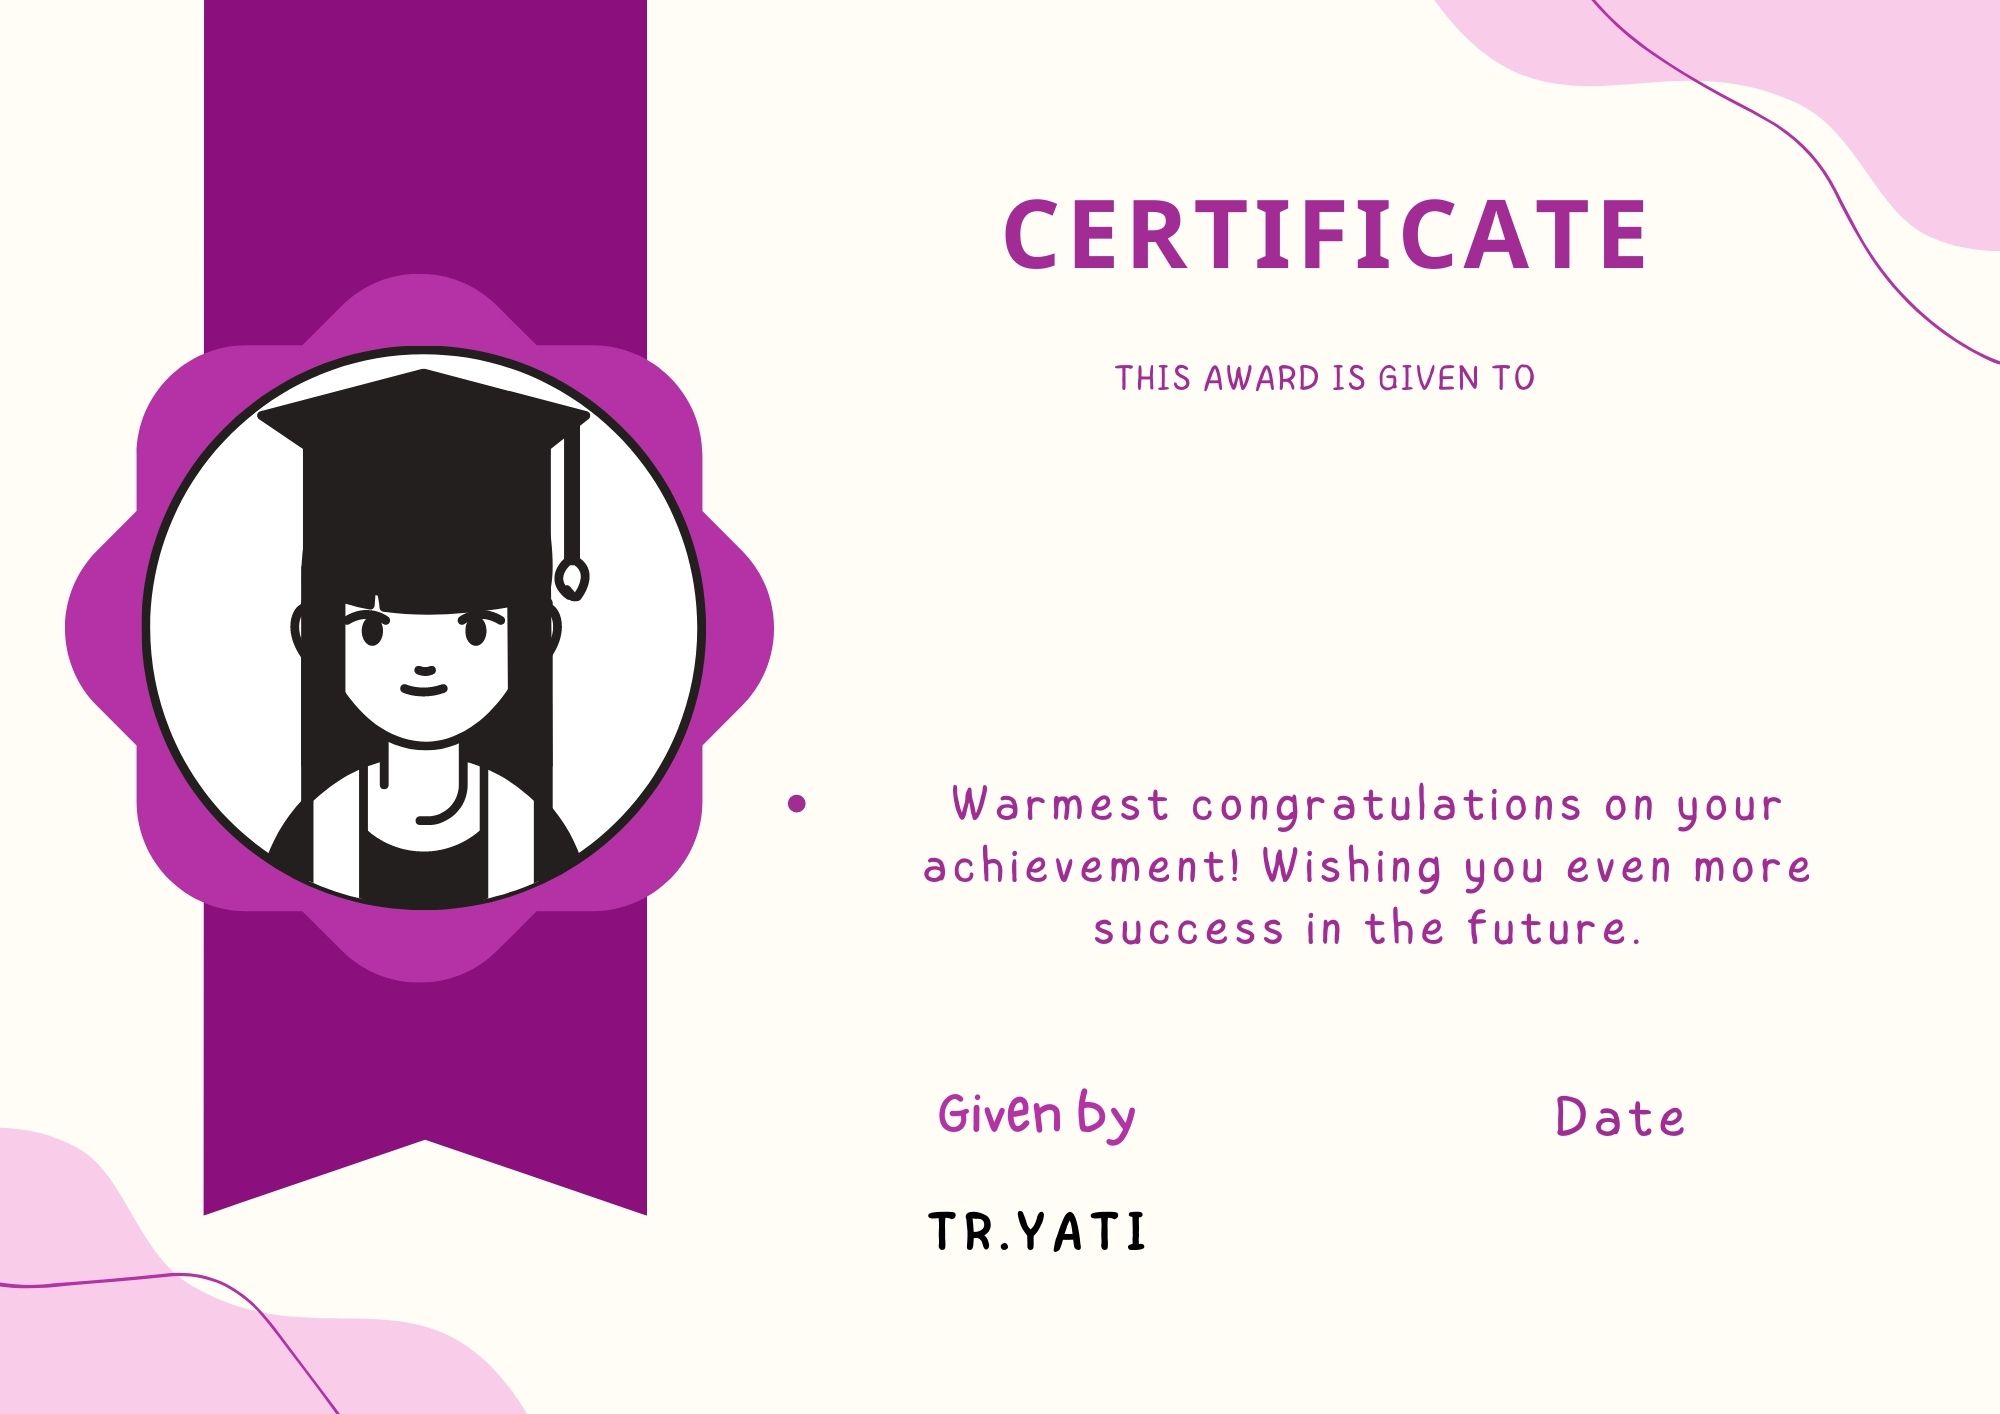 CERTIFICATE
THIS AWARD IS GIVEN TO
• Warmest congratulations on your
achievement! Wishing you even more
success in the future.
Given by
Date
TR.YATI